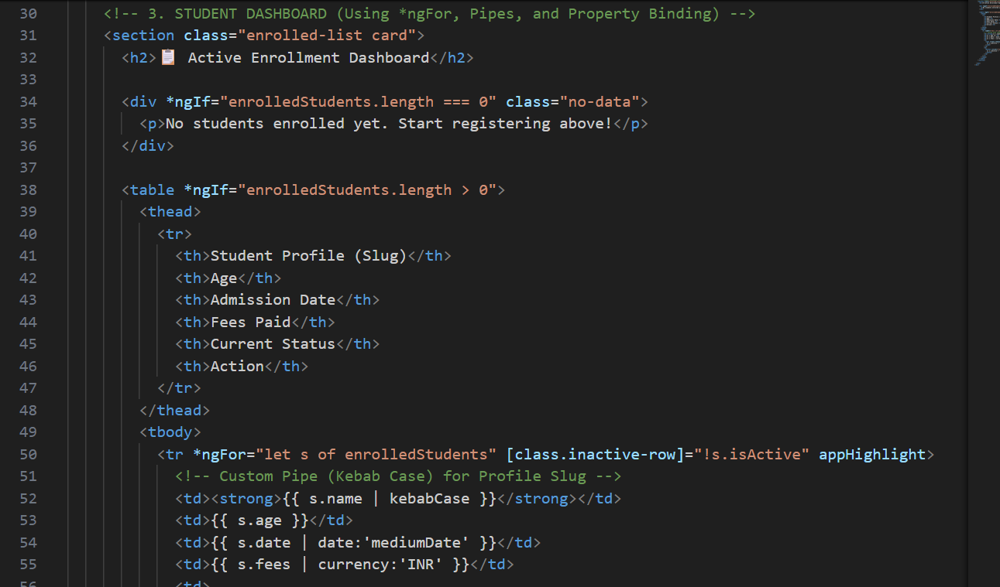 30 <!-- 3. STUDENT DASHBOARD (Using *ngFor, Pipes, and Property Binding) -->
31 <section class="enrolled-list card">
32 <h2>📋 Active Enrollment Dashboard</h2>
33
34 <div *ngIf="enrolledStudents.length === 0" class="no-data">
35 <p>No students enrolled yet. Start registering above!</p>
36 </div>
37
38 <table *ngIf="enrolledStudents.length > 0">
39 <thead>
40 <tr>
41 <th>Student Profile (Slug)</th>
42 <th>Age</th>
43 <th>Admission Date</th>
44 <th>Fees Paid</th>
45 <th>Current Status</th>
46 <th>Action</th>
47 </tr>
48 </thead>
49 <tbody>
50 <tr *ngFor="let s of enrolledStudents" [class.inactive-row]="!s.isActive" appHighlight>
51 <!-- Custom Pipe (Kebab Case) for Profile Slug -->
52 <td><strong>{{ s.name | kebabCase }}</strong></td>
53 <td>{{ s.age }}</td>
54 <td>{{ s.date | date:'mediumDate' }}</td>
55 <td>{{ s.fees | currency:'INR' }}</td>
56 <td>